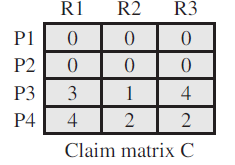 R1 R2 R3
P1 0 0 0
P2 0 0 0
P3 3 1 4
P4 4 2 2
Claim matrix C